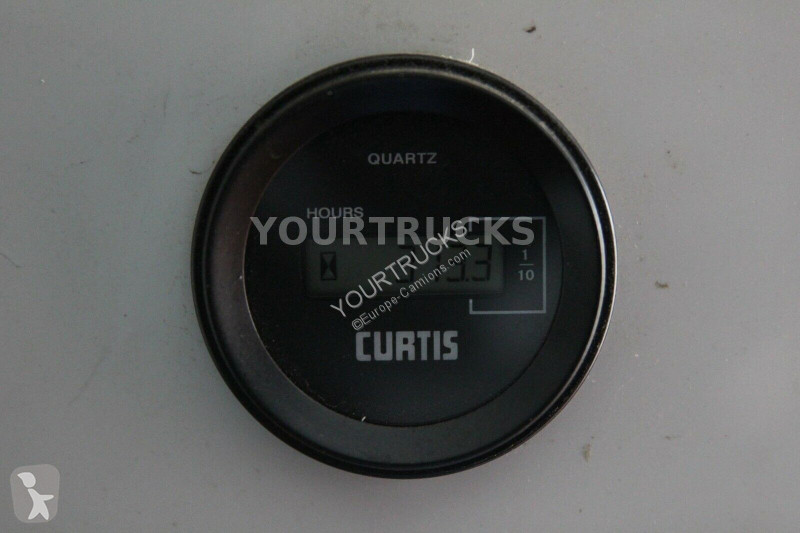 QUARTZ
HOURS
YOURTRUCKS
YOURTRUCKS
©Europe-Camions.com
1
10
CURTIS